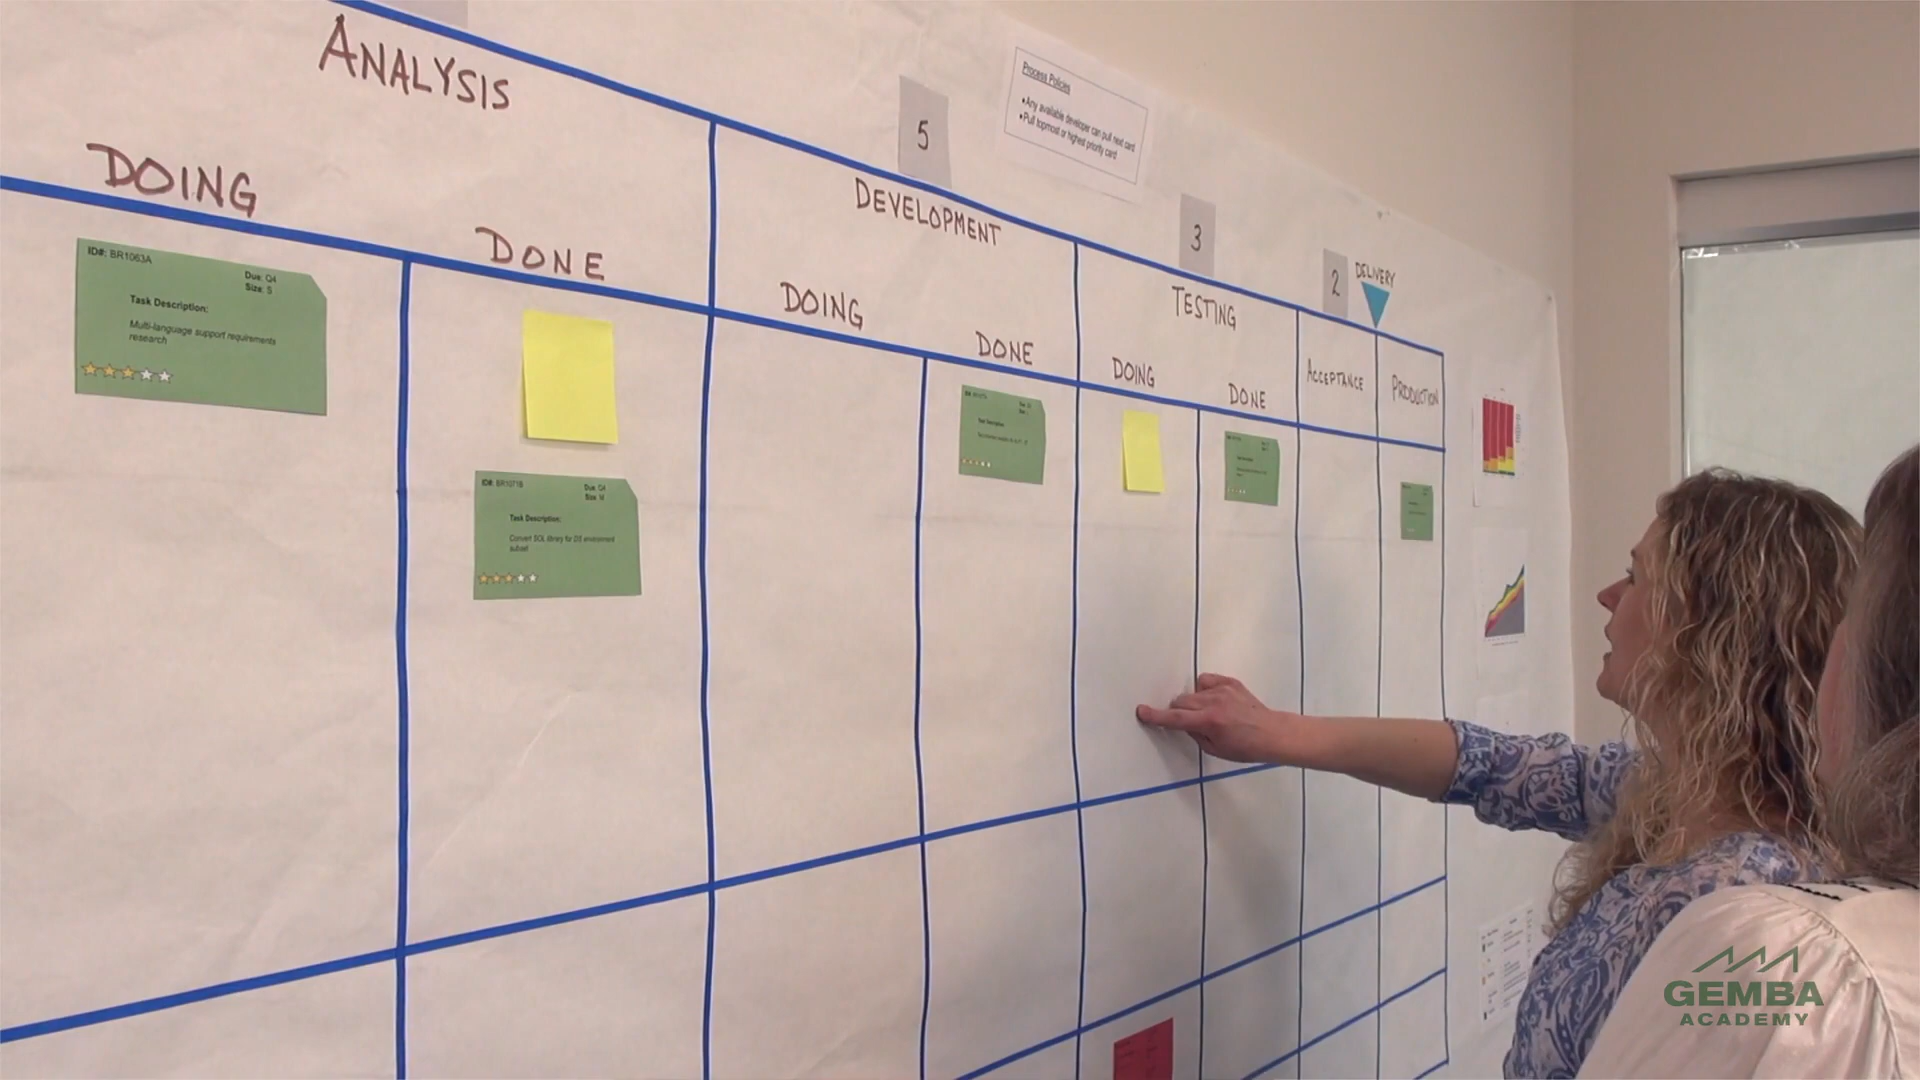 ANALYSIS
5
Process Policies
•Any available developer can pull next card
•Pull topmost or highest priority card
DOING
DONE
DEVELOPMENT
3
2
DELIVERY
DOING
DONE
TESTING
DOING
DONE
ACCEPTANCE
PRODUCTION
ID#: BR1063A
Due: Q4
Size: 5
Task Description:
Multi-language support requirements
research
ID#: BR1071B
Due: Q4
Size: M
Task Description:
Convert SQL library for DS environment
subset
Task Description:
GEMBA
ACADEMY